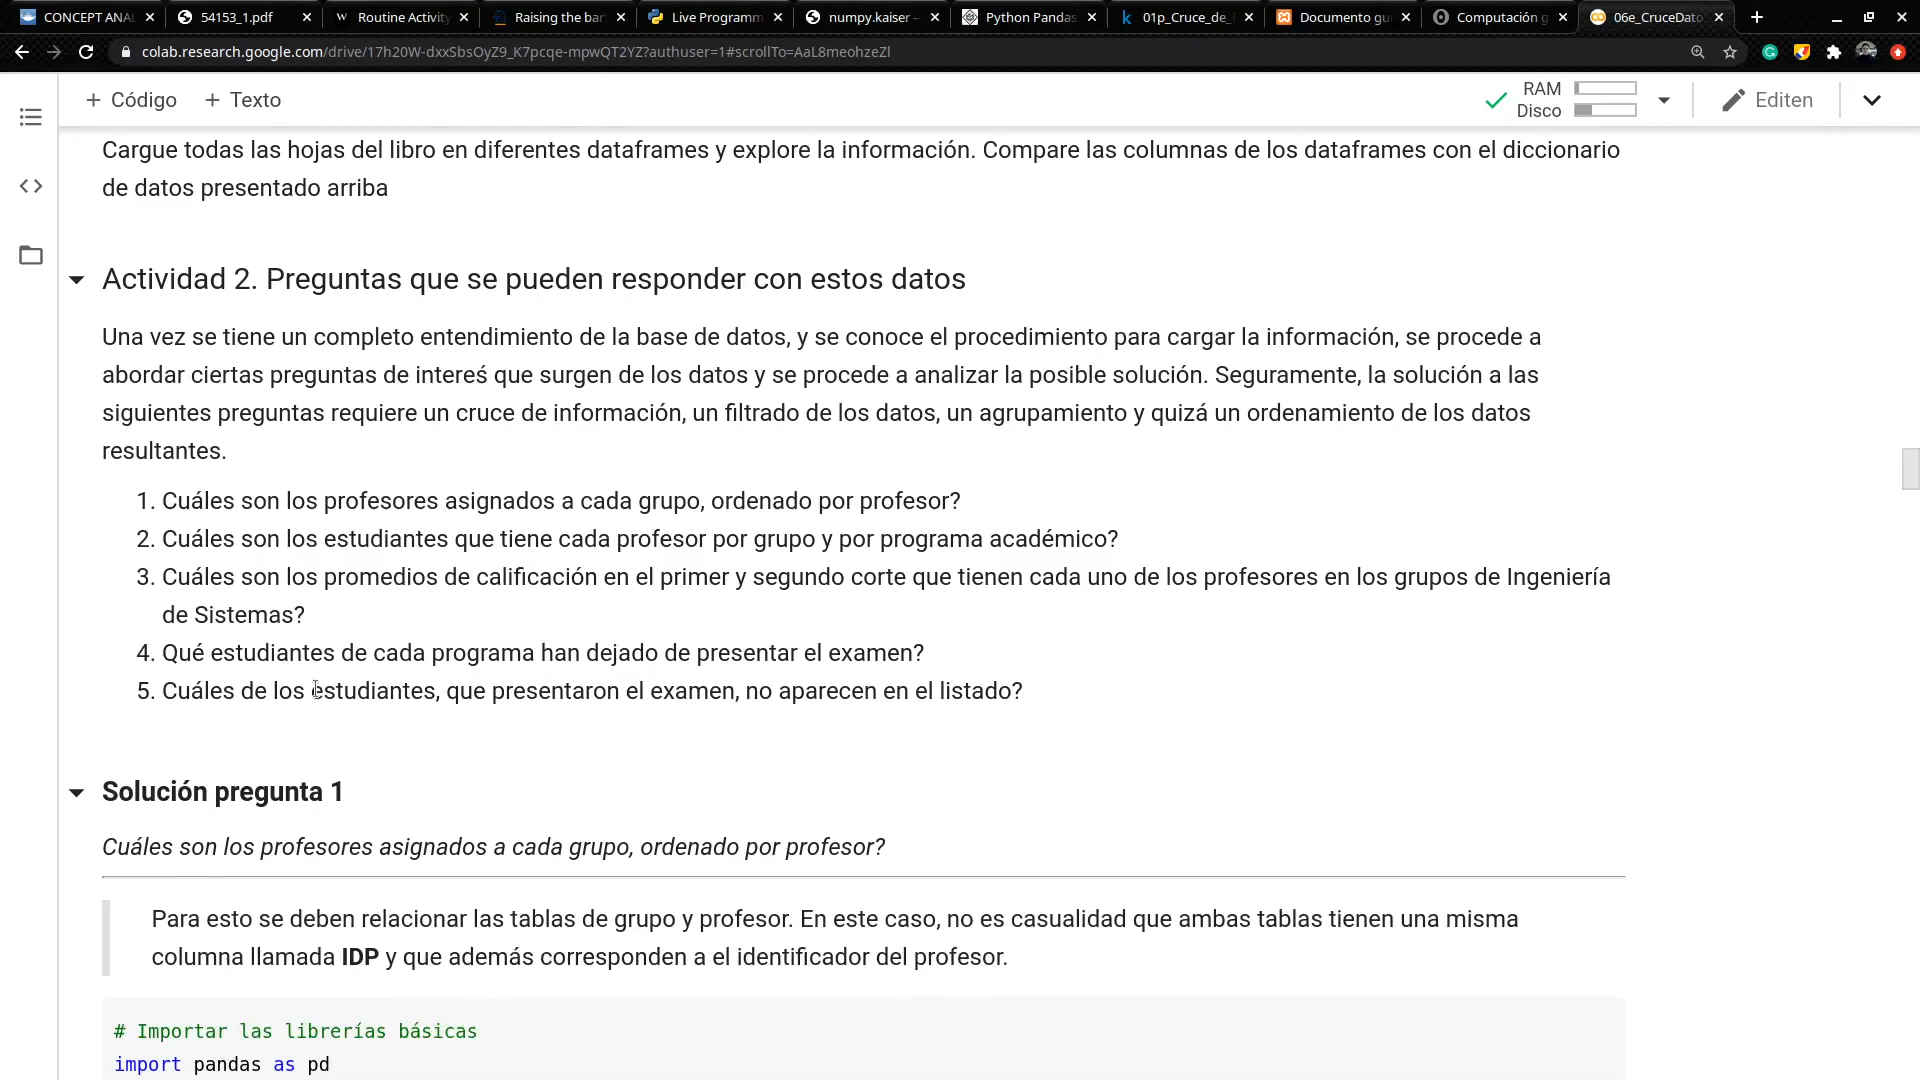 CONCEPT ANAL
54153_1.pdf
Routine Activity
Raising the bar
Live Programm
numpy.kaiser –
Python Pandas
01p_Cruce_de_
Documento gu
Computación g
06e_CruceDato
colab.research.google.com/drive/17h20W-dxxSbsOyZ9_K7pcqe-mpwQT2YZ?authuser=1#scrollTo=AaL8meohzeZl
+ Código + Texto
RAM
Disco
Editen
Cargue todas las hojas del libro en diferentes dataframes y explore la información. Compare las columnas de los dataframes con el diccionario
de datos presentado arriba
Actividad 2. Preguntas que se pueden responder con estos datos
Una vez se tiene un completo entendimiento de la base de datos, y se conoce el procedimiento para cargar la información, se procede a
abordar ciertas preguntas de intereś que surgen de los datos y se procede a analizar la posible solución. Seguramente, la solución a las
siguientes preguntas requiere un cruce de información, un filtrado de los datos, un agrupamiento y quizá un ordenamiento de los datos
resultantes.
1. Cuáles son los profesores asignados a cada grupo, ordenado por profesor?
2. Cuáles son los estudiantes que tiene cada profesor por grupo y por programa académico?
3. Cuáles son los promedios de calificación en el primer y segundo corte que tienen cada uno de los profesores en los grupos de Ingeniería
de Sistemas?
4. Qué estudiantes de cada programa han dejado de presentar el examen?
5. Cuáles de los estudiantes, que presentaron el examen, no aparecen en el listado?
Solución pregunta 1
Cuáles son los profesores asignados a cada grupo, ordenado por profesor?
Para esto se deben relacionar las tablas de grupo y profesor. En este caso, no es casualidad que ambas tablas tienen una misma
columna llamada IDP y que además corresponden a el identificador del profesor.
# Importar las librerías básicas
import pandas as pd